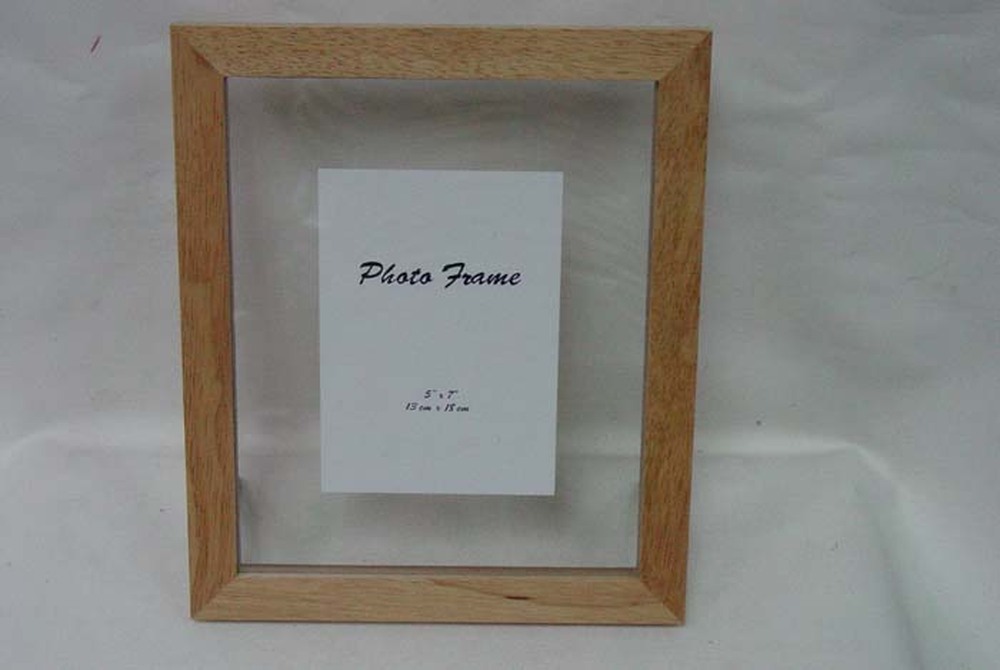 Photo Frame
5" x 7"
13 cm x 18 cm